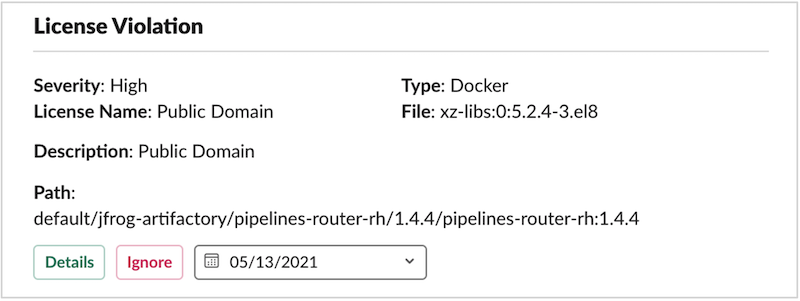 License Violation
Severity: High
Type: Docker
License Name: Public Domain
File: xz-libs:0:5.2.4-3.el8
Description: Public Domain
Path:
default/jfrog-artifactory/pipelines-router-rh/1.4.4/pipelines-router-rh:1.4.4
Details
Ignore
05/13/2021